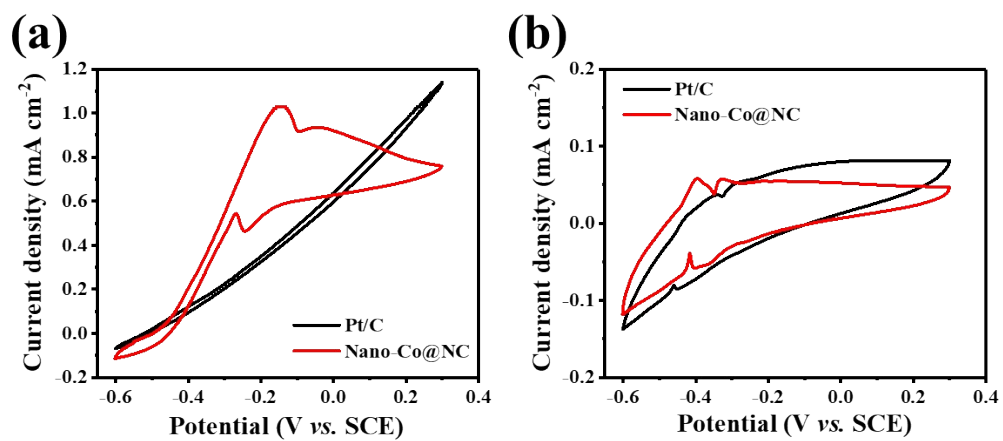 (a)
1.2
1.0
0.8
0.6
0.4
0.2
0.0
-0.2
Current density (mA cm-2)
Pt/C
Nano-Co@NC
-0.6 -0.4 -0.2 0.0 0.2 0.4
Potential (V vs. SCE)
(b)
0.2
0.1
0.0
-0.1
-0.2
Current density (mA cm-2)
Pt/C
Nano-Co@NC
-0.6 -0.4 -0.2 0.0 0.2 0.4
Potential (V vs. SCE)